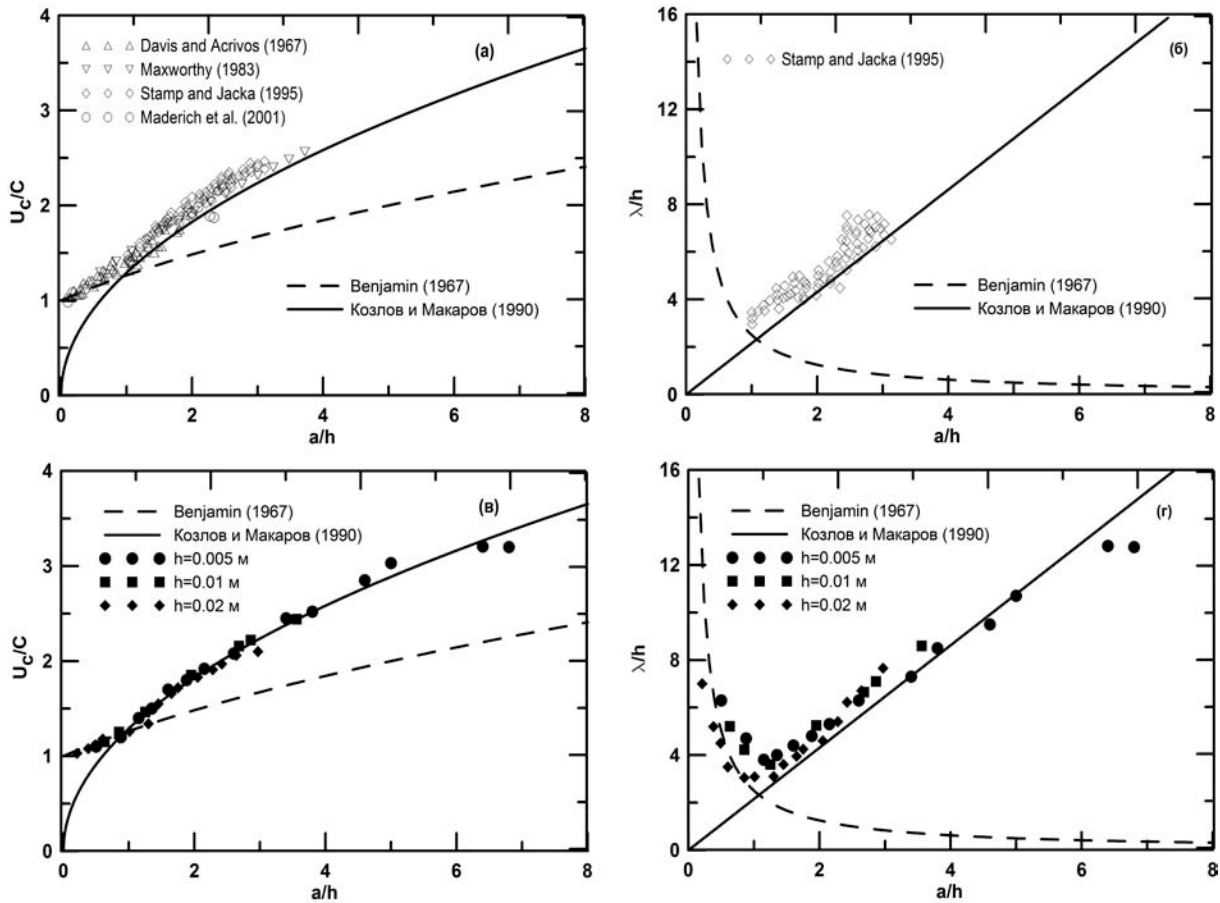 4
3
2
1
0
U_c/C
Davis and Acrivos (1967)
Maxworthy (1983)
Stamp and Jacka (1995)
Maderich et al. (2001)
(a)
Benjamin (1967)
Козлов и Макаров (1990)
0 2 4 6 8
a/h
16
12
8
4
0
λ/h
Stamp and Jacka (1995)
(б)
Benjamin (1967)
Козлов и Макаров (1990)
0 2 4 6 8
a/h
4
3
2
1
0
U_c/C
Benjamin (1967)
Козлов и Макаров (1990)
h=0.005 м
h=0.01 м
h=0.02 м
(в)
0 2 4 6 8
a/h
16
12
8
4
0
λ/h
Benjamin (1967)
Козлов и Макаров (1990)
h=0.005 м
h=0.01 м
h=0.02 м
(г)
0 2 4 6 8
a/h